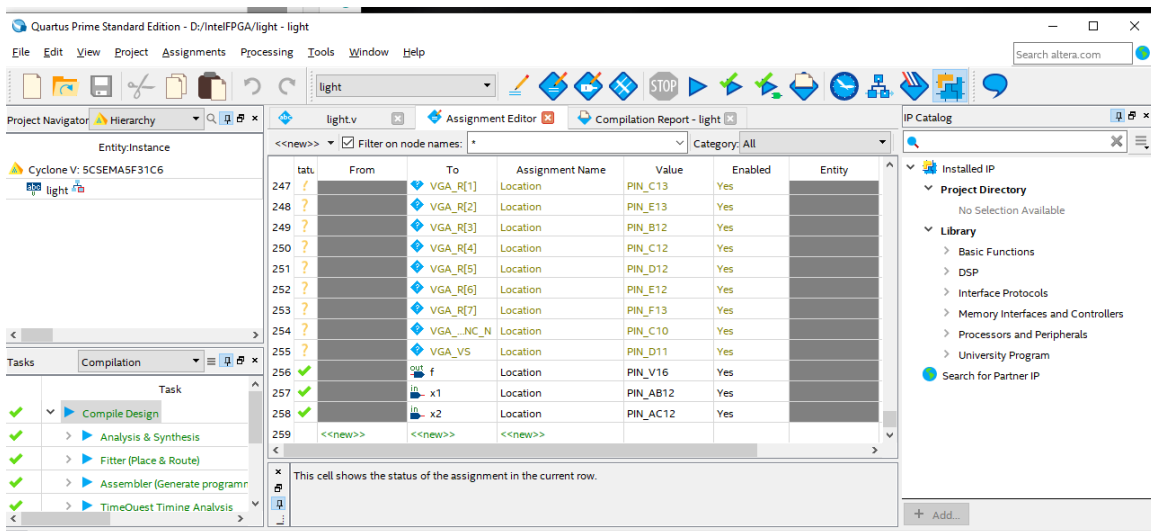 Quartus Prime Standard Edition - D:/IntelFPGA/light - light
File Edit View Project Assignments Processing Tools Window Help
Search altera.com
light
STOP
Project Navigator Hierarchy
Entity:Instance
Cyclone V: 5CSEMA5F31C6
light
Tasks Compilation
Task
Compile Design
Analysis & Synthesis
Fitter (Place & Route)
Assembler (Generate programm
TimeQuest Timing Analysis
light.v Assignment Editor Compilation Report - light
<<new>> Filter on node names: * Category: All
tatu From To Assignment Name Value Enabled Entity
247 ? VGA_R[1] Location PIN_C13 Yes
248 ? VGA_R[2] Location PIN_E13 Yes
249 ? VGA_R[3] Location PIN_B12 Yes
250 ? VGA_R[4] Location PIN_C12 Yes
251 ? VGA_R[5] Location PIN_D12 Yes
252 ? VGA_R[6] Location PIN_E12 Yes
253 ? VGA_R[7] Location PIN_F13 Yes
254 ? VGA_...NC_N Location PIN_C10 Yes
255 ? VGA_VS Location PIN_D11 Yes
256 out f Location PIN_V16 Yes
257 in x1 Location PIN_AB12 Yes
258 in x2 Location PIN_AC12 Yes
259 <<new>> <<new>> <<new>>
This cell shows the status of the assignment in the current row.
IP Catalog
Installed IP
Project Directory
No Selection Available
Library
Basic Functions
DSP
Interface Protocols
Memory Interfaces and Controllers
Processors and Peripherals
University Program
Search for Partner IP
+ Add...